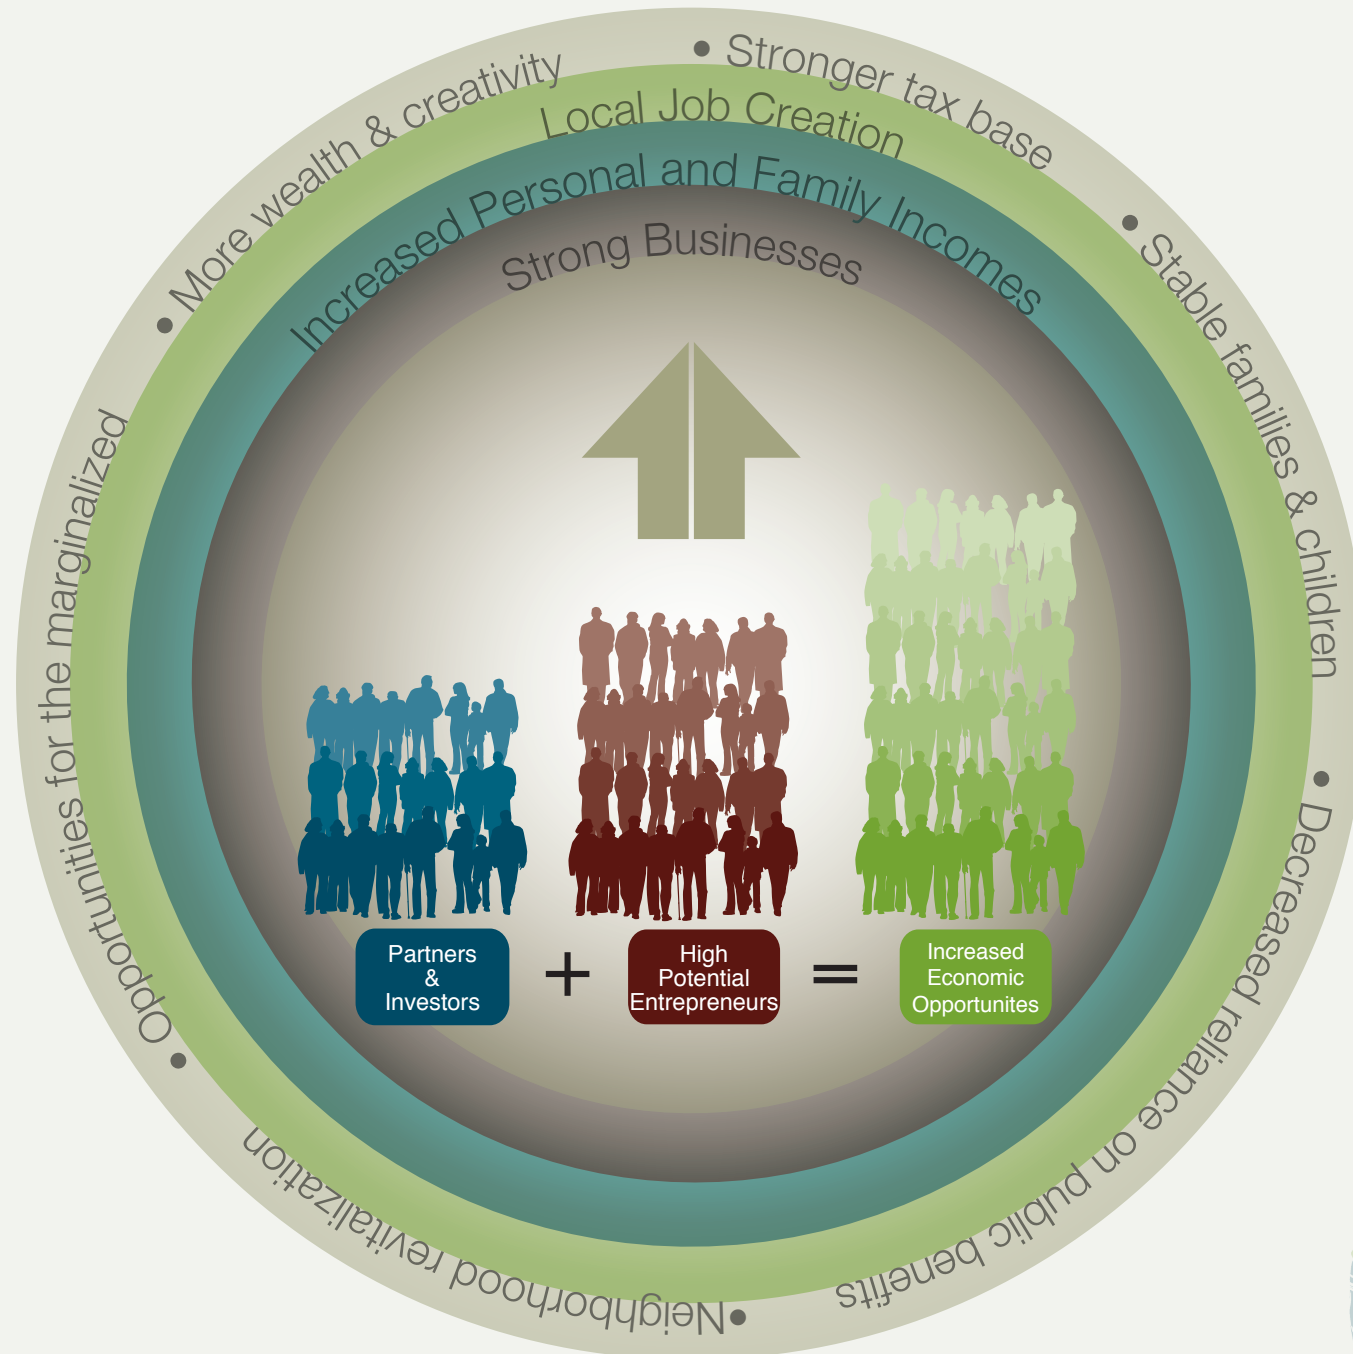 • Stronger tax base
• Stable families & children
• Decreased reliance on public benefits
•Neighborhood revitalization
• Opportunities for the marginalized
• More wealth & creativity
Local Job Creation
Increased Personal and Family Incomes
Strong Businesses
Partners
&
Investors
+
High
Potential
Entrepreneurs
=
Increased
Economic
Opportunites